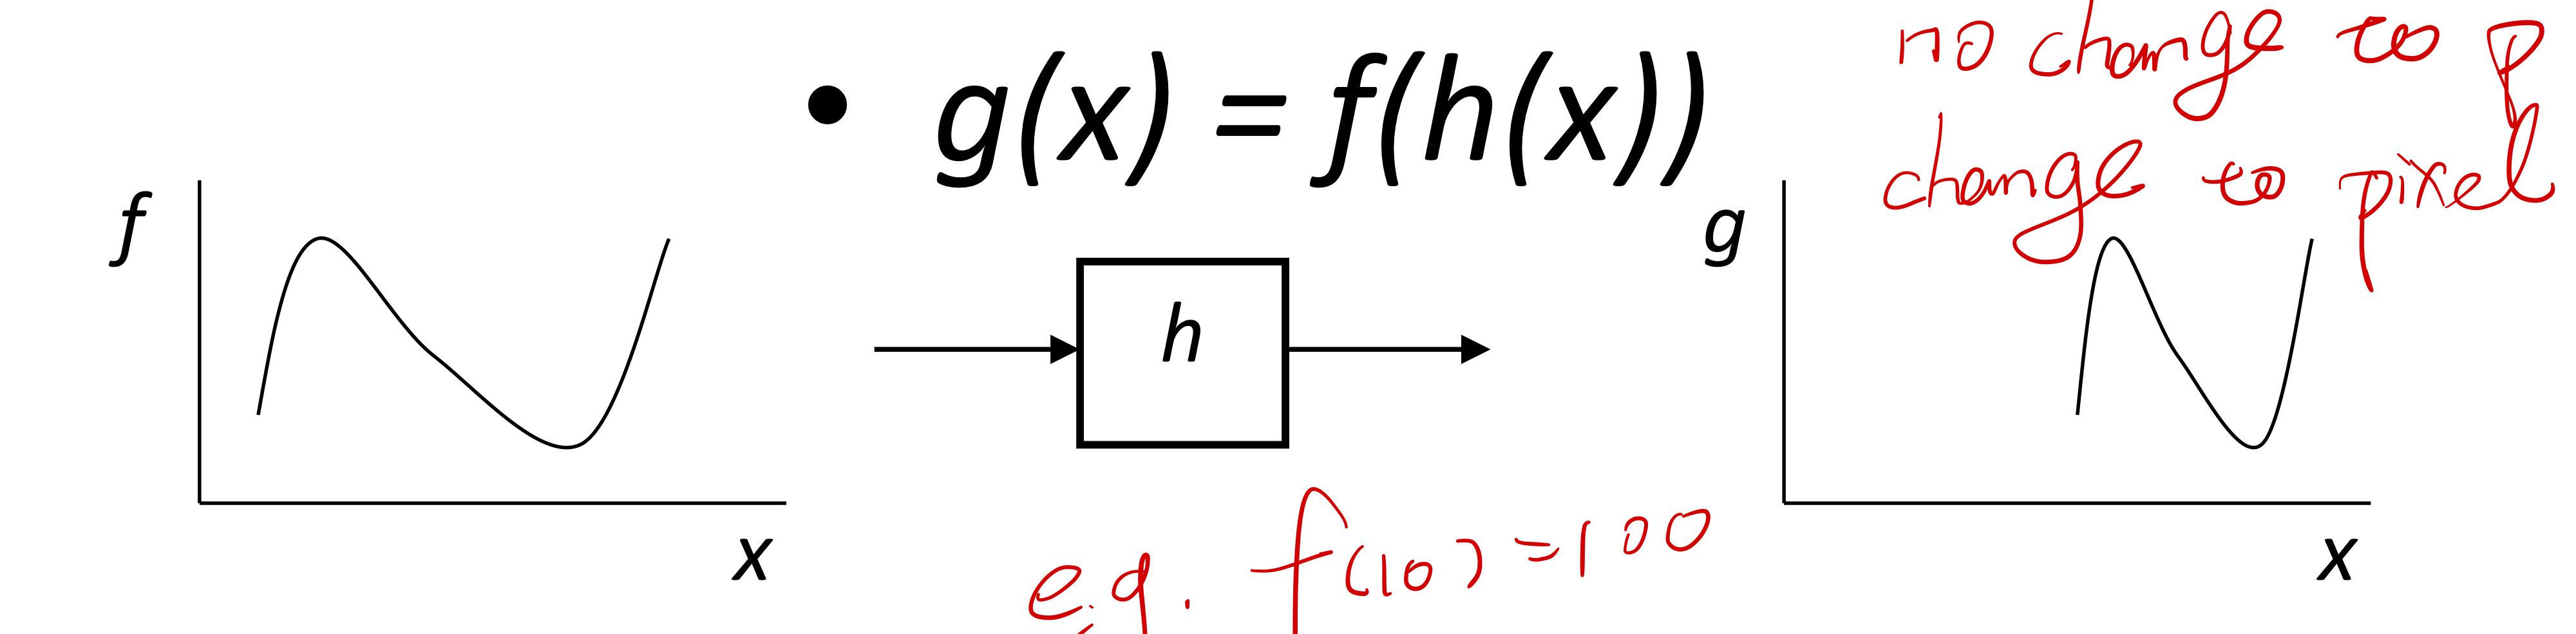 • g(x) = f(h(x))
no change to p
change to pixel
f
h
g
x
x
e.g. f(10) = 100